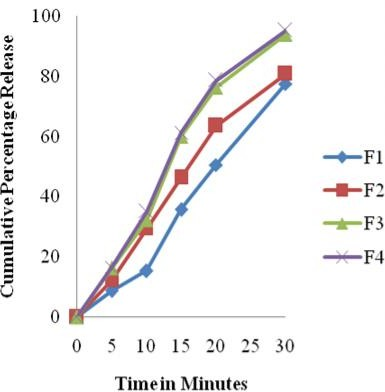 Cumulative Percentage Release
100
80
60
40
20
0
0 5 10 15 20 25 30
Time in Minutes
F1
F2
F3
F4